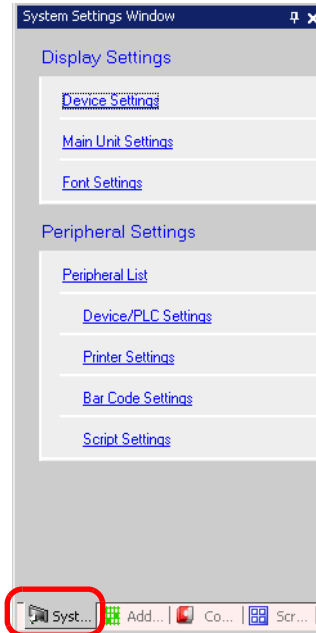 System Settings Window
Display Settings
Device Settings
Main Unit Settings
Font Settings
Peripheral Settings
Peripheral List
Device/PLC Settings
Printer Settings
Bar Code Settings
Script Settings
Syst... Add... Co... Scr...